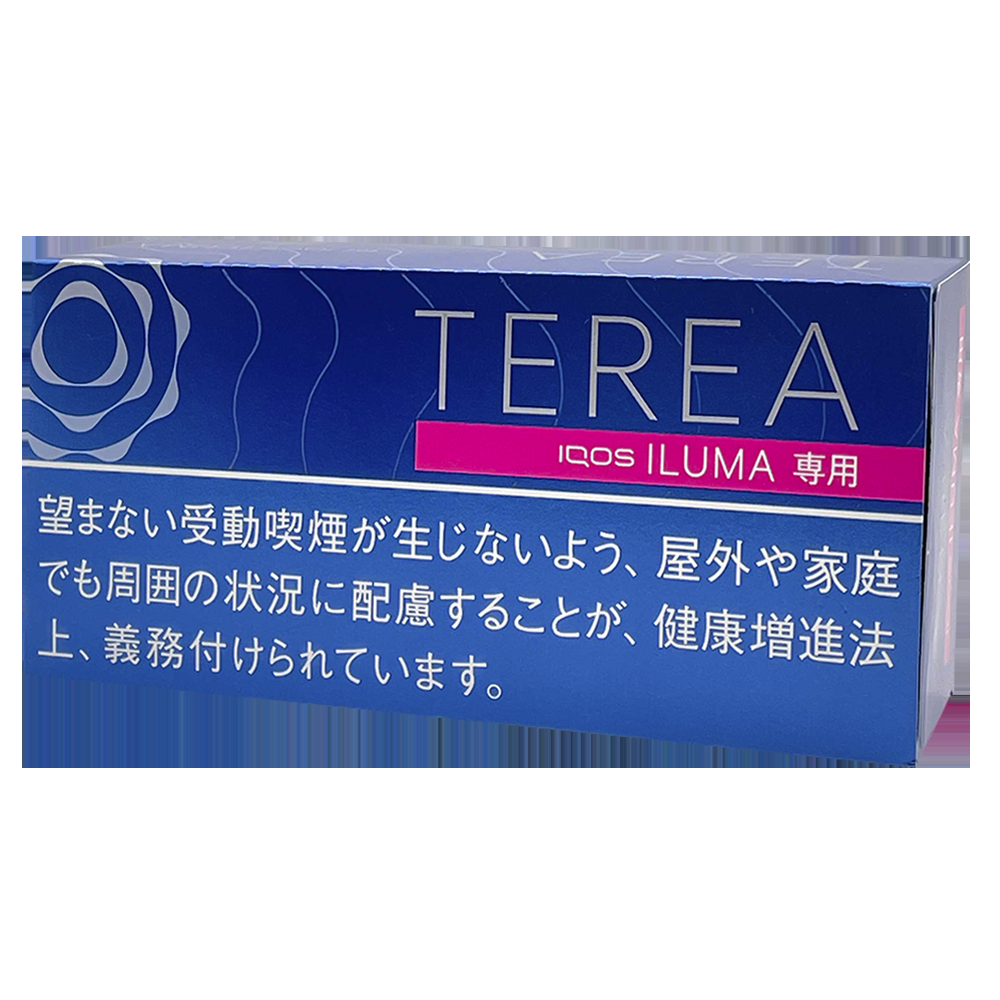 TEREA
TEREA
IQOS ILUMA 専用
望まない受動喫煙が生じないよう、屋外や家庭
でも周囲の状況に配慮することが、健康増進法
上、義務付けられています。